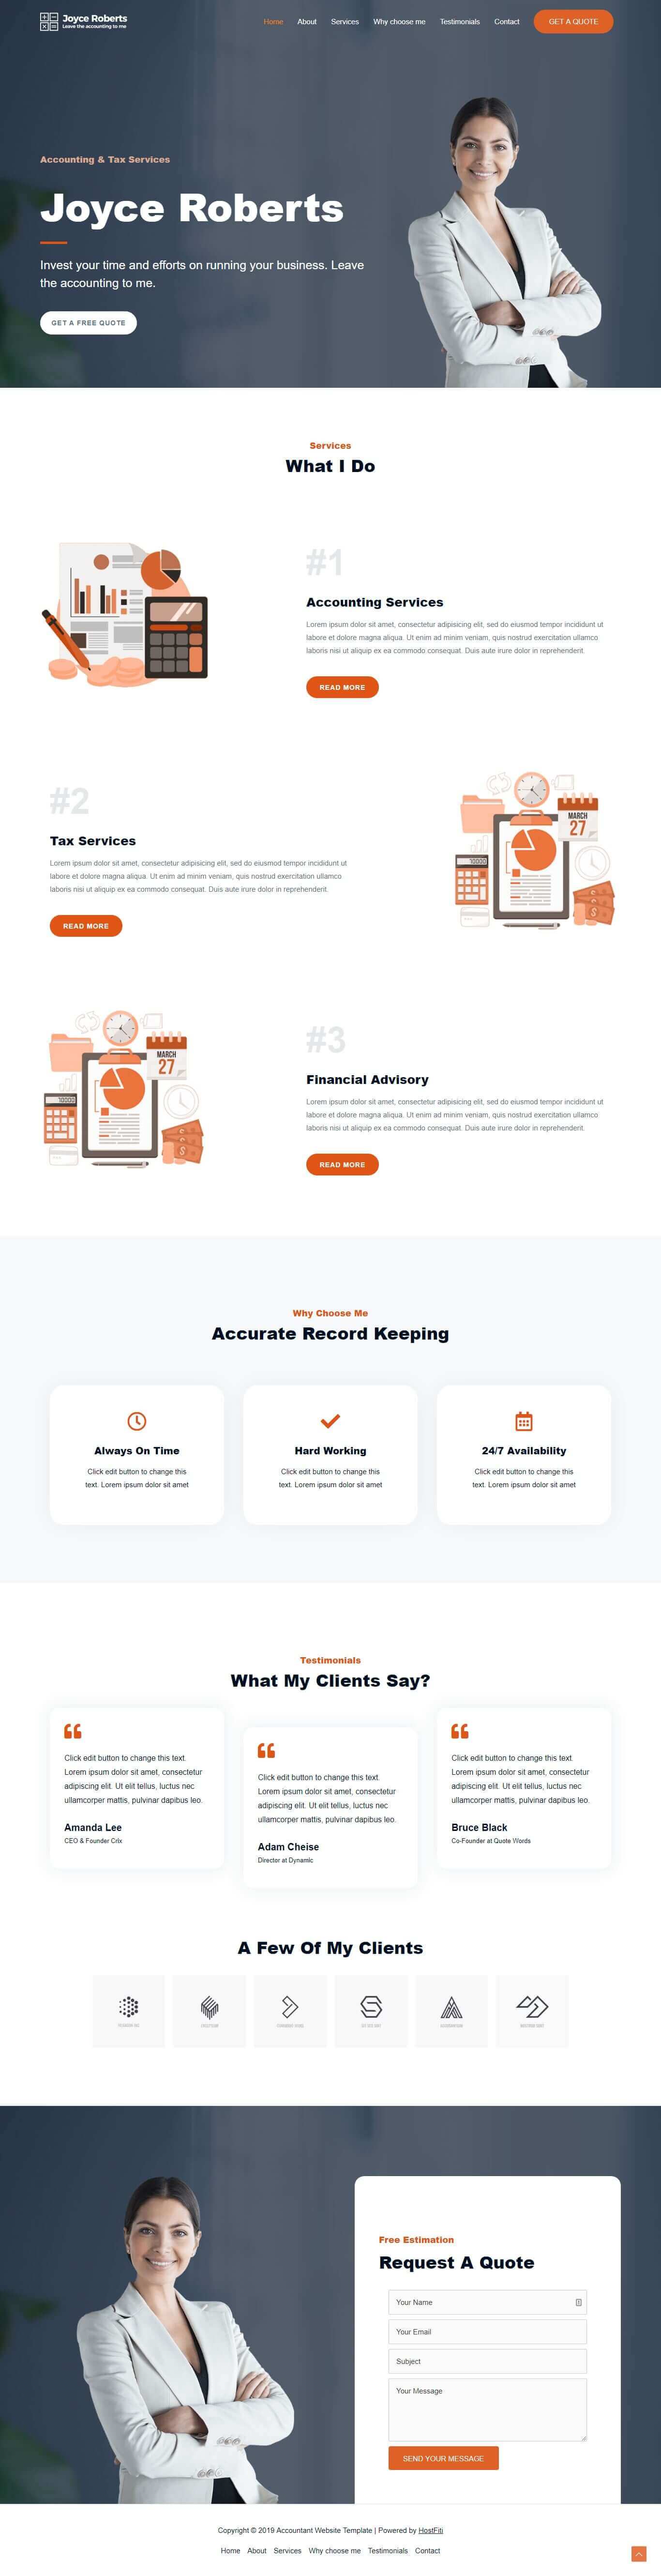 Joyce Roberts
Leave the accounting to me
Home About Services Why choose me Testimonials Contact GET A QUOTE
Accounting & Tax Services
Joyce Roberts
Invest your time and efforts on running your business. Leave
the accounting to me.
GET A FREE QUOTE
Services
What I Do
#1
Accounting Services
Lorem ipsum dolor sit amet, consectetur adipisicing elit, sed do eiusmod tempor incididunt ut
labore et dolore magna aliqua. Ut enim ad minim veniam, quis nostrud exercitation ullamco
laboris nisi ut aliquip ex ea commodo consequat. Duis aute irure dolor in reprehenderit.
READ MORE
#2
Tax Services
Lorem ipsum dolor sit amet, consectetur adipisicing elit, sed do eiusmod tempor incididunt ut
labore et dolore magna aliqua. Ut enim ad minim veniam, quis nostrud exercitation ullamco
laboris nisi ut aliquip ex ea commodo consequat. Duis aute irure dolor in reprehenderit.
READ MORE
MARCH
27
10000
MARCH
27
10000
#3
Financial Advisory
Lorem ipsum dolor sit amet, consectetur adipisicing elit, sed do eiusmod tempor incididunt ut
labore et dolore magna aliqua. Ut enim ad minim veniam, quis nostrud exercitation ullamco
laboris nisi ut aliquip ex ea commodo consequat. Duis aute irure dolor in reprehenderit.
READ MORE
Why Choose Me
Accurate Record Keeping
Always On Time
Click edit button to change this
text. Lorem ipsum dolor sit amet
Hard Working
Click edit button to change this
text. Lorem ipsum dolor sit amet
24/7 Availability
Click edit button to change this
text. Lorem ipsum dolor sit amet
Testimonials
What My Clients Say?
Click edit button to change this text.
Lorem ipsum dolor sit amet, consectetur
adipiscing elit. Ut elit tellus, luctus nec
ullamcorper mattis, pulvinar dapibus leo.
Amanda Lee
CEO & Founder Crix
Click edit button to change this text.
Lorem ipsum dolor sit amet, consectetur
adipiscing elit. Ut elit tellus, luctus nec
ullamcorper mattis, pulvinar dapibus leo.
Adam Cheise
Director at Dynamic
Click edit button to change this text.
Lorem ipsum dolor sit amet, consectetur
adipiscing elit. Ut elit tellus, luctus nec
ullamcorper mattis, pulvinar dapibus leo.
Bruce Black
Co-Founder at Quote Words
A Few Of My Clients
Free Estimation
Request A Quote
Your Name
Your Email
Subject
Your Message
SEND YOUR MESSAGE
Copyright © 2019 Accountant Website Template | Powered by HostFiti
Home About Services Why choose me Testimonials Contact